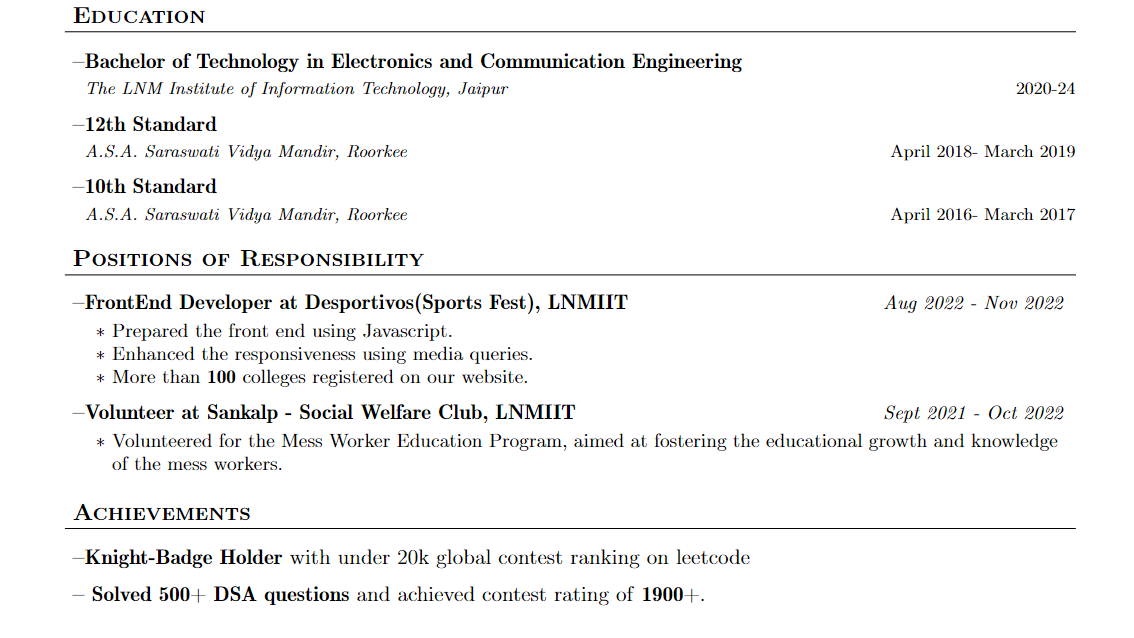 EDUCATION
–Bachelor of Technology in Electronics and Communication Engineering
The LNM Institute of Information Technology, Jaipur 2020-24
–12th Standard
A.S.A. Saraswati Vidya Mandir, Roorkee April 2018- March 2019
–10th Standard
A.S.A. Saraswati Vidya Mandir, Roorkee April 2016- March 2017
POSITIONS OF RESPONSIBILITY
–FrontEnd Developer at Desportivos(Sports Fest), LNMIIT Aug 2022 - Nov 2022
* Prepared the front end using Javascript.
* Enhanced the responsiveness using media queries.
* More than 100 colleges registered on our website.
–Volunteer at Sankalp - Social Welfare Club, LNMIIT Sept 2021 - Oct 2022
* Volunteered for the Mess Worker Education Program, aimed at fostering the educational growth and knowledge
of the mess workers.
ACHIEVEMENTS
–Knight-Badge Holder with under 20k global contest ranking on leetcode
– Solved 500+ DSA questions and achieved contest rating of 1900+.